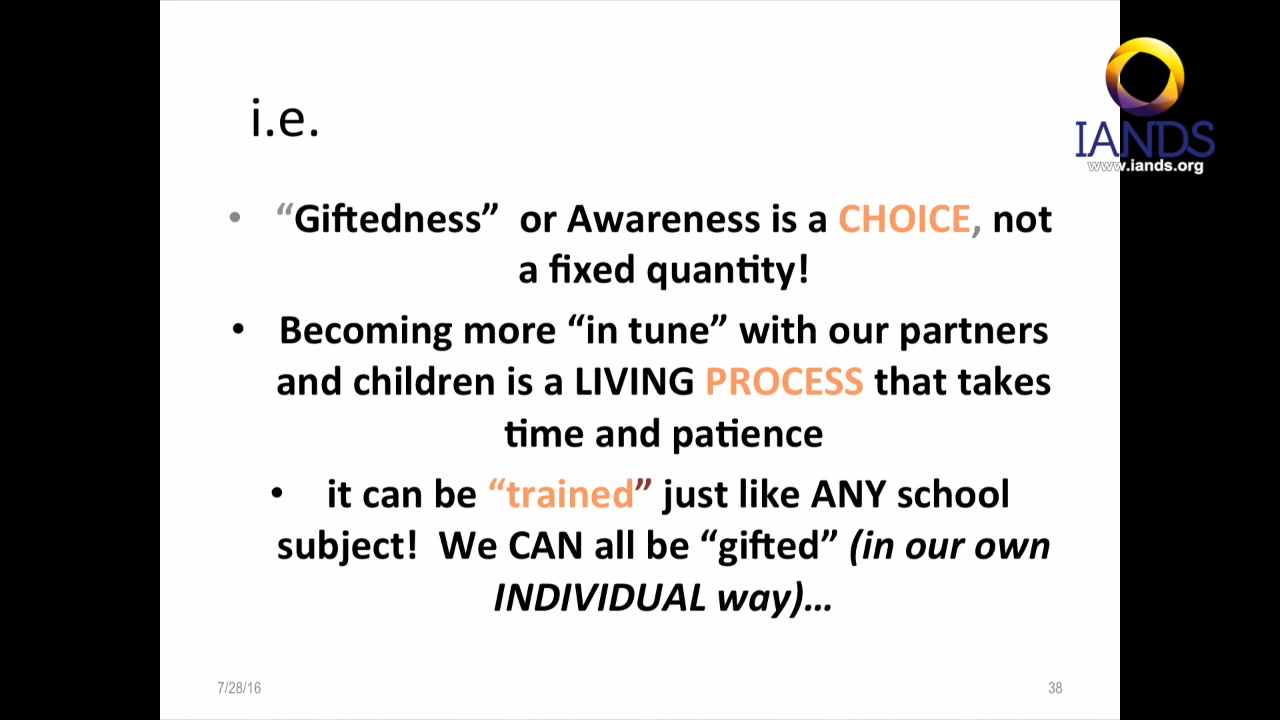 i.e.
IANDS
www.iands.org
• “Giftedness”  or Awareness is a CHOICE, not
a fixed quantity!
• Becoming more “in tune” with our partners
and children is a LIVING PROCESS that takes
time and patience
• it can be “trained” just like ANY school
subject!  We CAN all be “gifted” (in our own
INDIVIDUAL way)…
7/28/16
38